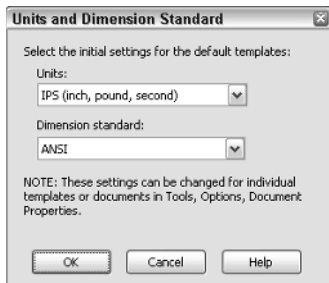 Units and Dimension Standard
Select the initial settings for the default templates:
Units:
IPS (inch, pound, second)
Dimension standard:
ANSI
NOTE: These settings can be changed for individual
templates or documents in Tools, Options, Document
Properties.
OK Cancel Help